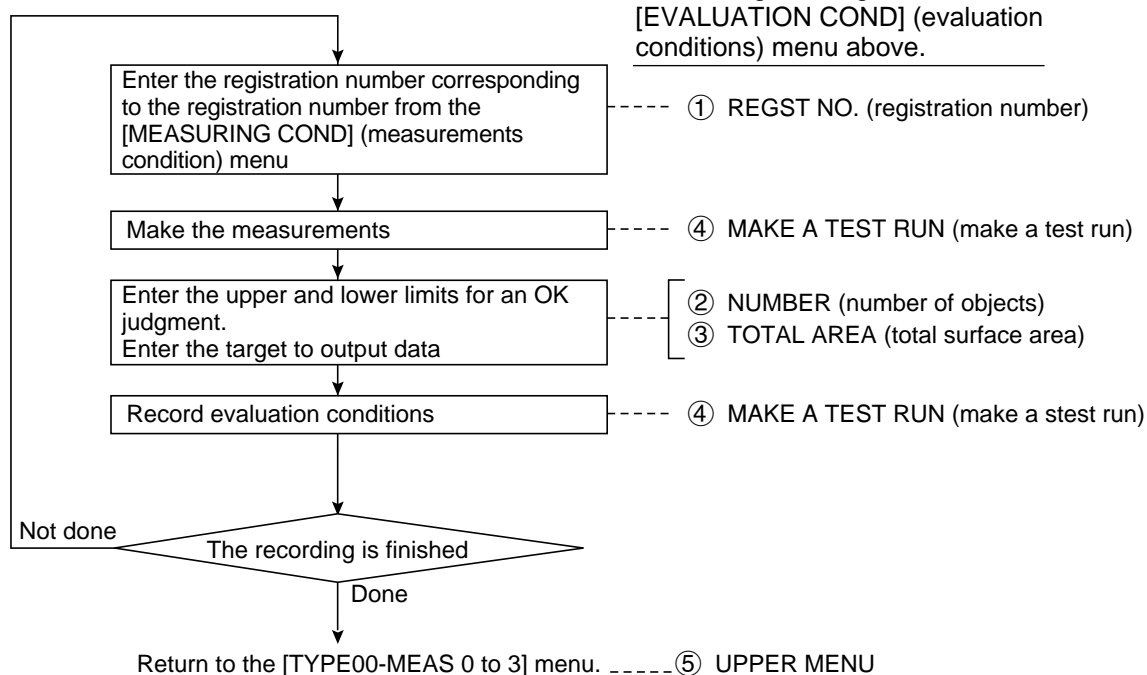 [EVALUATION COND] (evaluation
conditions) menu above.
Enter the registration number corresponding
to the registration number from the
[MEASURING COND] (measurements
condition) menu
① REGST NO. (registration number)
Make the measurements
④ MAKE A TEST RUN (make a test run)
Enter the upper and lower limits for an OK
judgment.
Enter the target to output data
② NUMBER (number of objects)
③ TOTAL AREA (total surface area)
Record evaluation conditions
④ MAKE A TEST RUN (make a stest run)
Not done
The recording is finished
Done
Return to the [TYPE00-MEAS 0 to 3] menu.
⑤ UPPER MENU